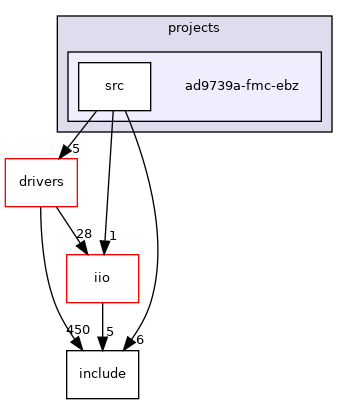 projects
src
ad9739a-fmc-ebz
5
drivers
28
1
iio
450
5
6
include